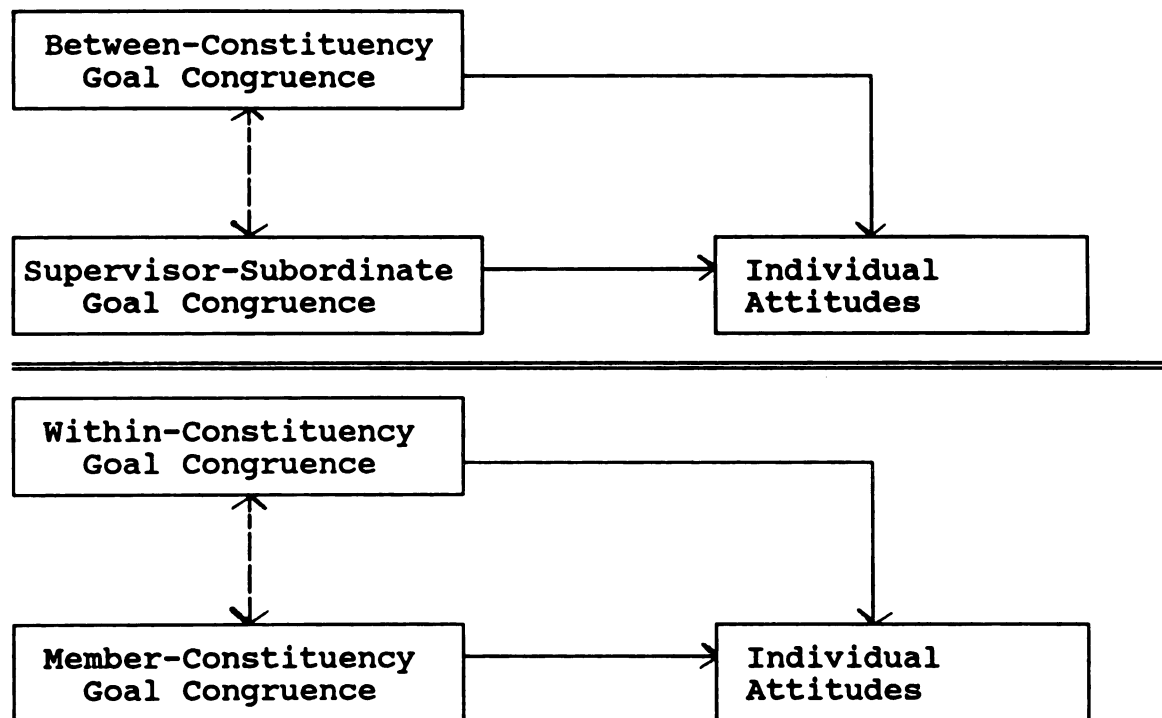 Between-Constituency
Goal Congruence
Supervisor-Subordinate
Goal Congruence
Individual
Attitudes
Within-Constituency
Goal Congruence
Member-Constituency
Goal Congruence
Individual
Attitudes